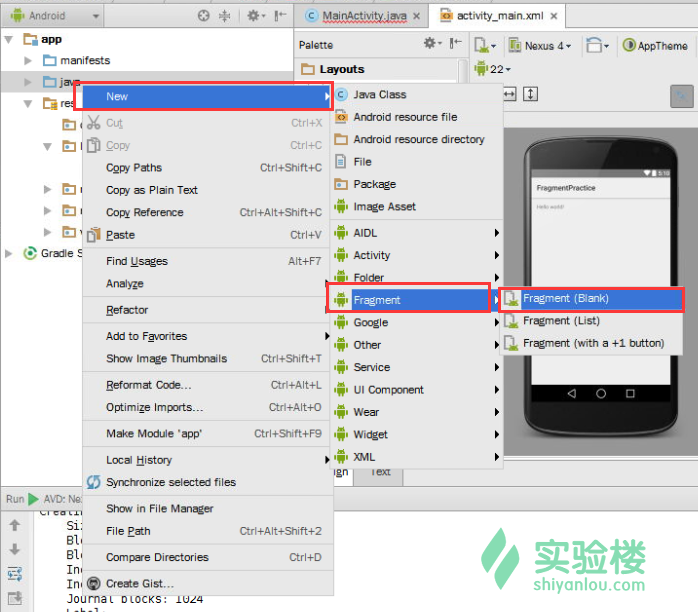 Android
MainActivity.java
activity_main.xml
app
manifests
java
res
Gradle S
Palette
Nexus 4
AppTheme
22
Layouts
New
Cut Ctrl+X
Copy Ctrl+C
Copy Paths Ctrl+Shift+C
Copy as Plain Text
Copy Reference Ctrl+Alt+Shift+C
Paste Ctrl+V
Find Usages Alt+F7
Analyze
Refactor
Add to Favorites
Show Image Thumbnails Ctrl+Shift+T
Reformat Code... Ctrl+Alt+L
Optimize Imports... Ctrl+Alt+O
Make Module 'app' Ctrl+Shift+F9
Local History
Synchronize selected files
Show in File Manager
File Path Ctrl+Alt+Shift+2
Compare Directories Ctrl+D
Create Gist...
Java Class
Android resource file
Android resource directory
File
Package
Image Asset
AIDL
Activity
Folder
Fragment
Google
Other
Service
UI Component
Wear
Widget
XML
Fragment (Blank)
Fragment (List)
Fragment (with a +1 button)
5:10
FragmentPractice
Hello world!
Text
Run AVD: Ne
Creatin
Si
Bl
Bl
In
In
Journal blocks: 1024
Label:
实验楼
shiyanlou.com